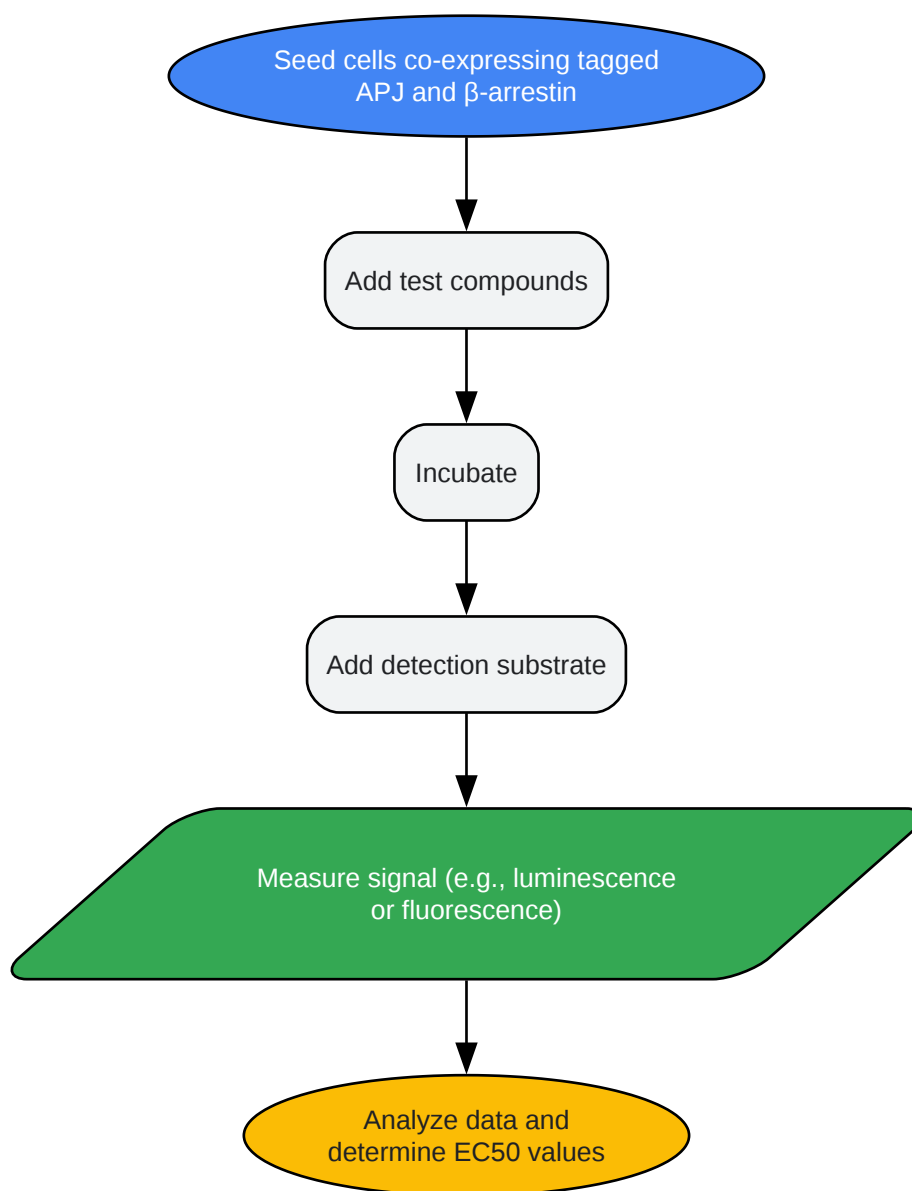 Seed cells co-expressing tagged
APJ and β-arrestin
Add test compounds
Incubate
Add detection substrate
Measure signal (e.g., luminescence
or fluorescence)
Analyze data and
determine EC50 values